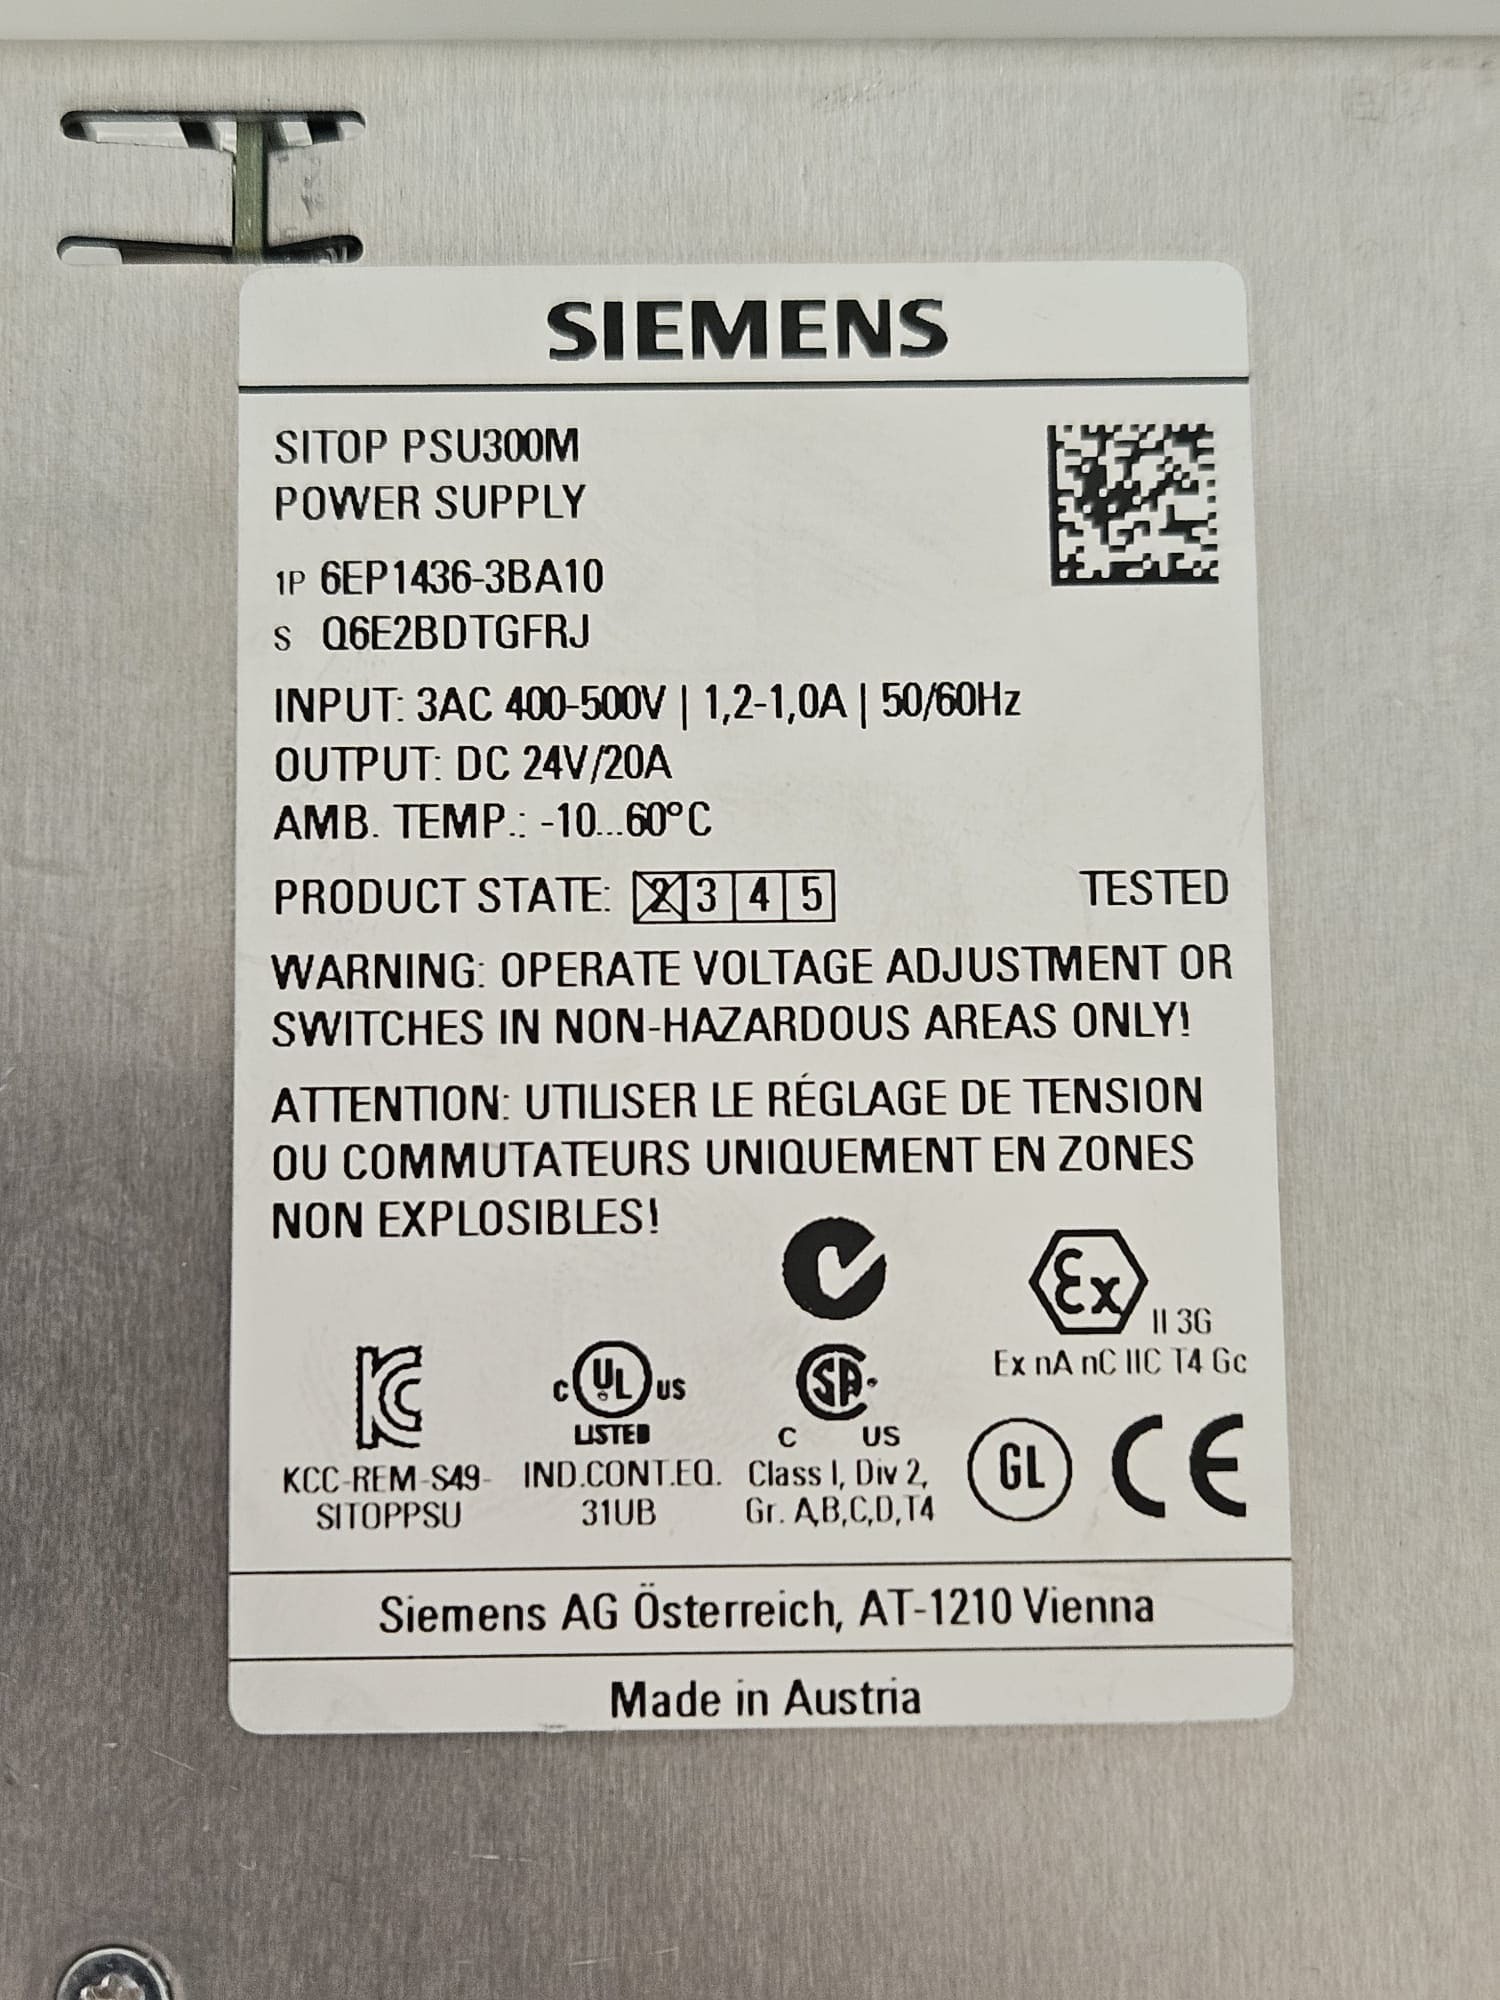 SIEMENS
SITOP PSU300M
POWER SUPPLY
1P 6EP1436-3BA10
S Q6E2BDTGFRJ
INPUT: 3AC 400-500V | 1,2-1,0A | 50/60Hz
OUTPUT: DC 24V/20A
AMB. TEMP.: -10...60°C
PRODUCT STATE: 2 3 4 5 TESTED
WARNING: OPERATE VOLTAGE ADJUSTMENT OR
SWITCHES IN NON-HAZARDOUS AREAS ONLY!
ATTENTION: UTILISER LE RÉGLAGE DE TENSION
OU COMMUTATEURS UNIQUEMENT EN ZONES
NON EXPLOSIBLES!
Ex II 3G
Ex nA nC IIC T4 Gc
c UL us
LISTED
IND.CONT.EQ.
31UB
KCC-REM-S49-
SITOPPSU
SA
C US
Class I, Div 2,
Gr. A,B,C,D,T4
GL CE
Siemens AG Österreich, AT-1210 Vienna
Made in Austria